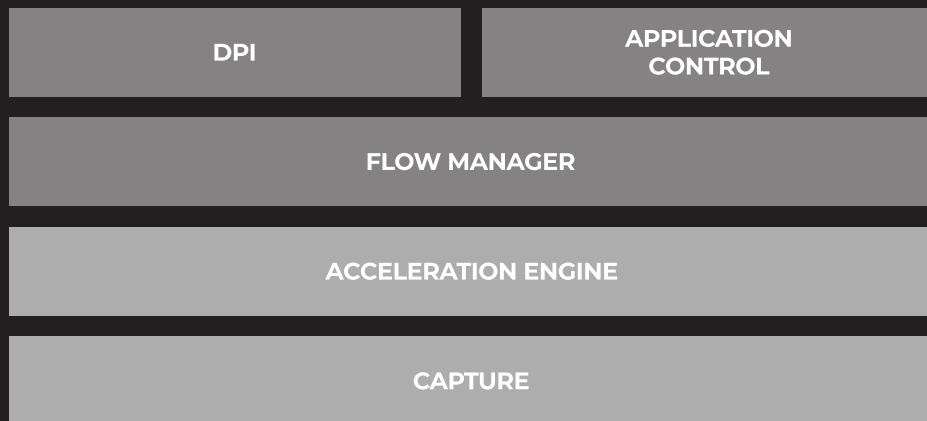 DPI
APPLICATION
CONTROL
FLOW MANAGER
ACCELERATION ENGINE
CAPTURE